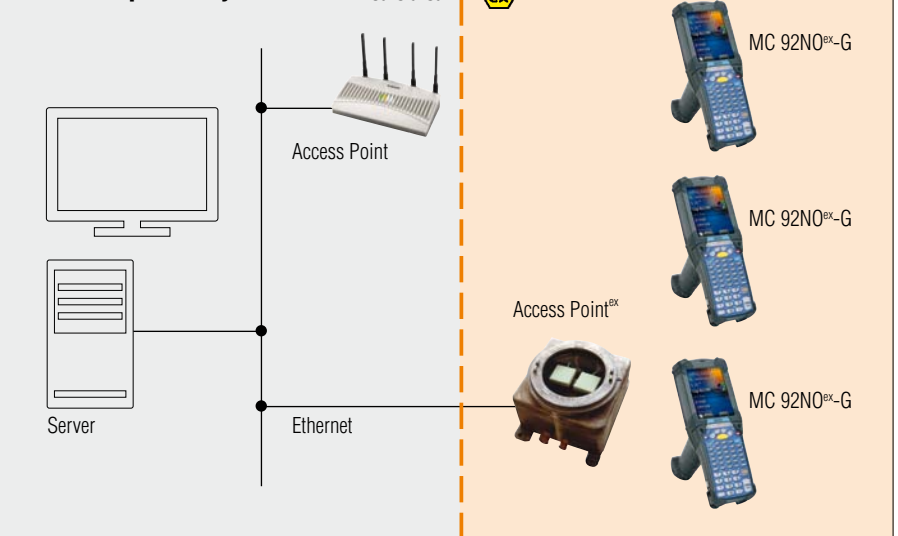 MC 92NOᵉˣ-G
Access Point
MC 92NOᵉˣ-G
Access Pointᵉˣ
MC 92NOᵉˣ-G
Server
Ethernet